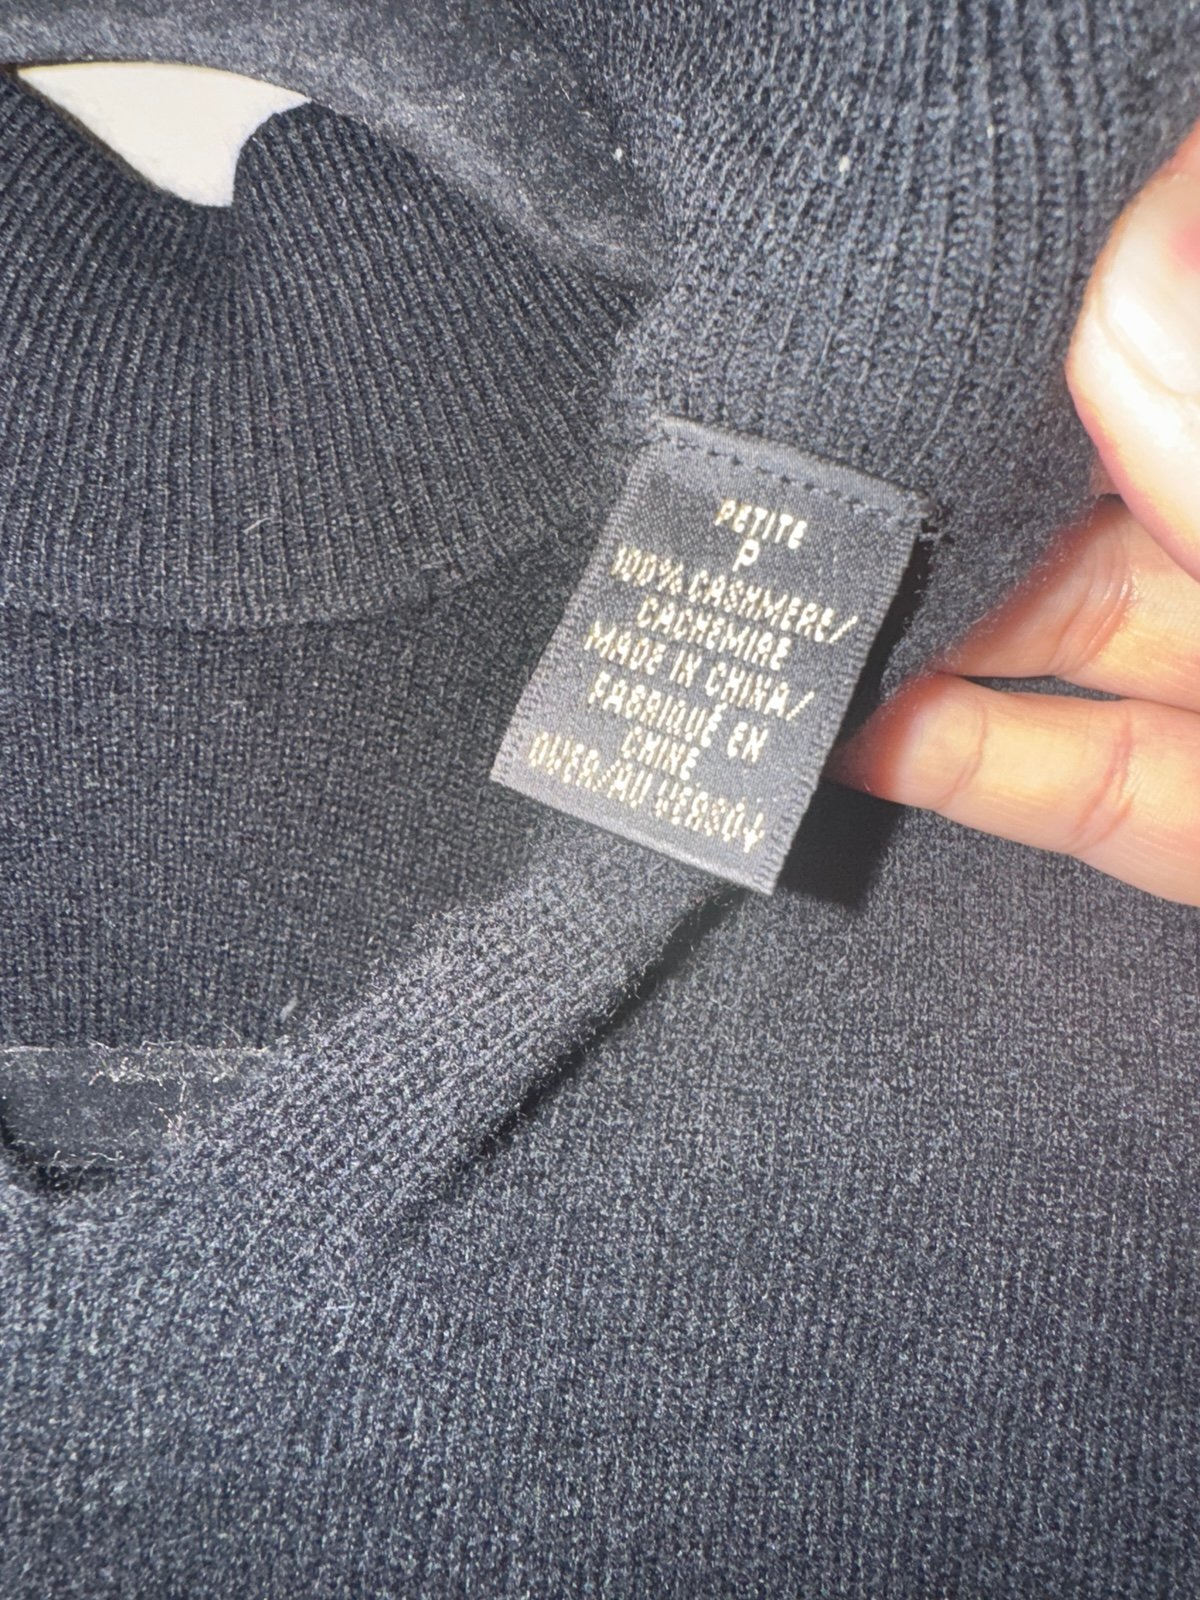 PETITE
P
100% CASHMERE/
CACHEMIRE
MADE IN CHINA/
FABRIQUÉ EN
CHINE
OVER/AU VERSO↓